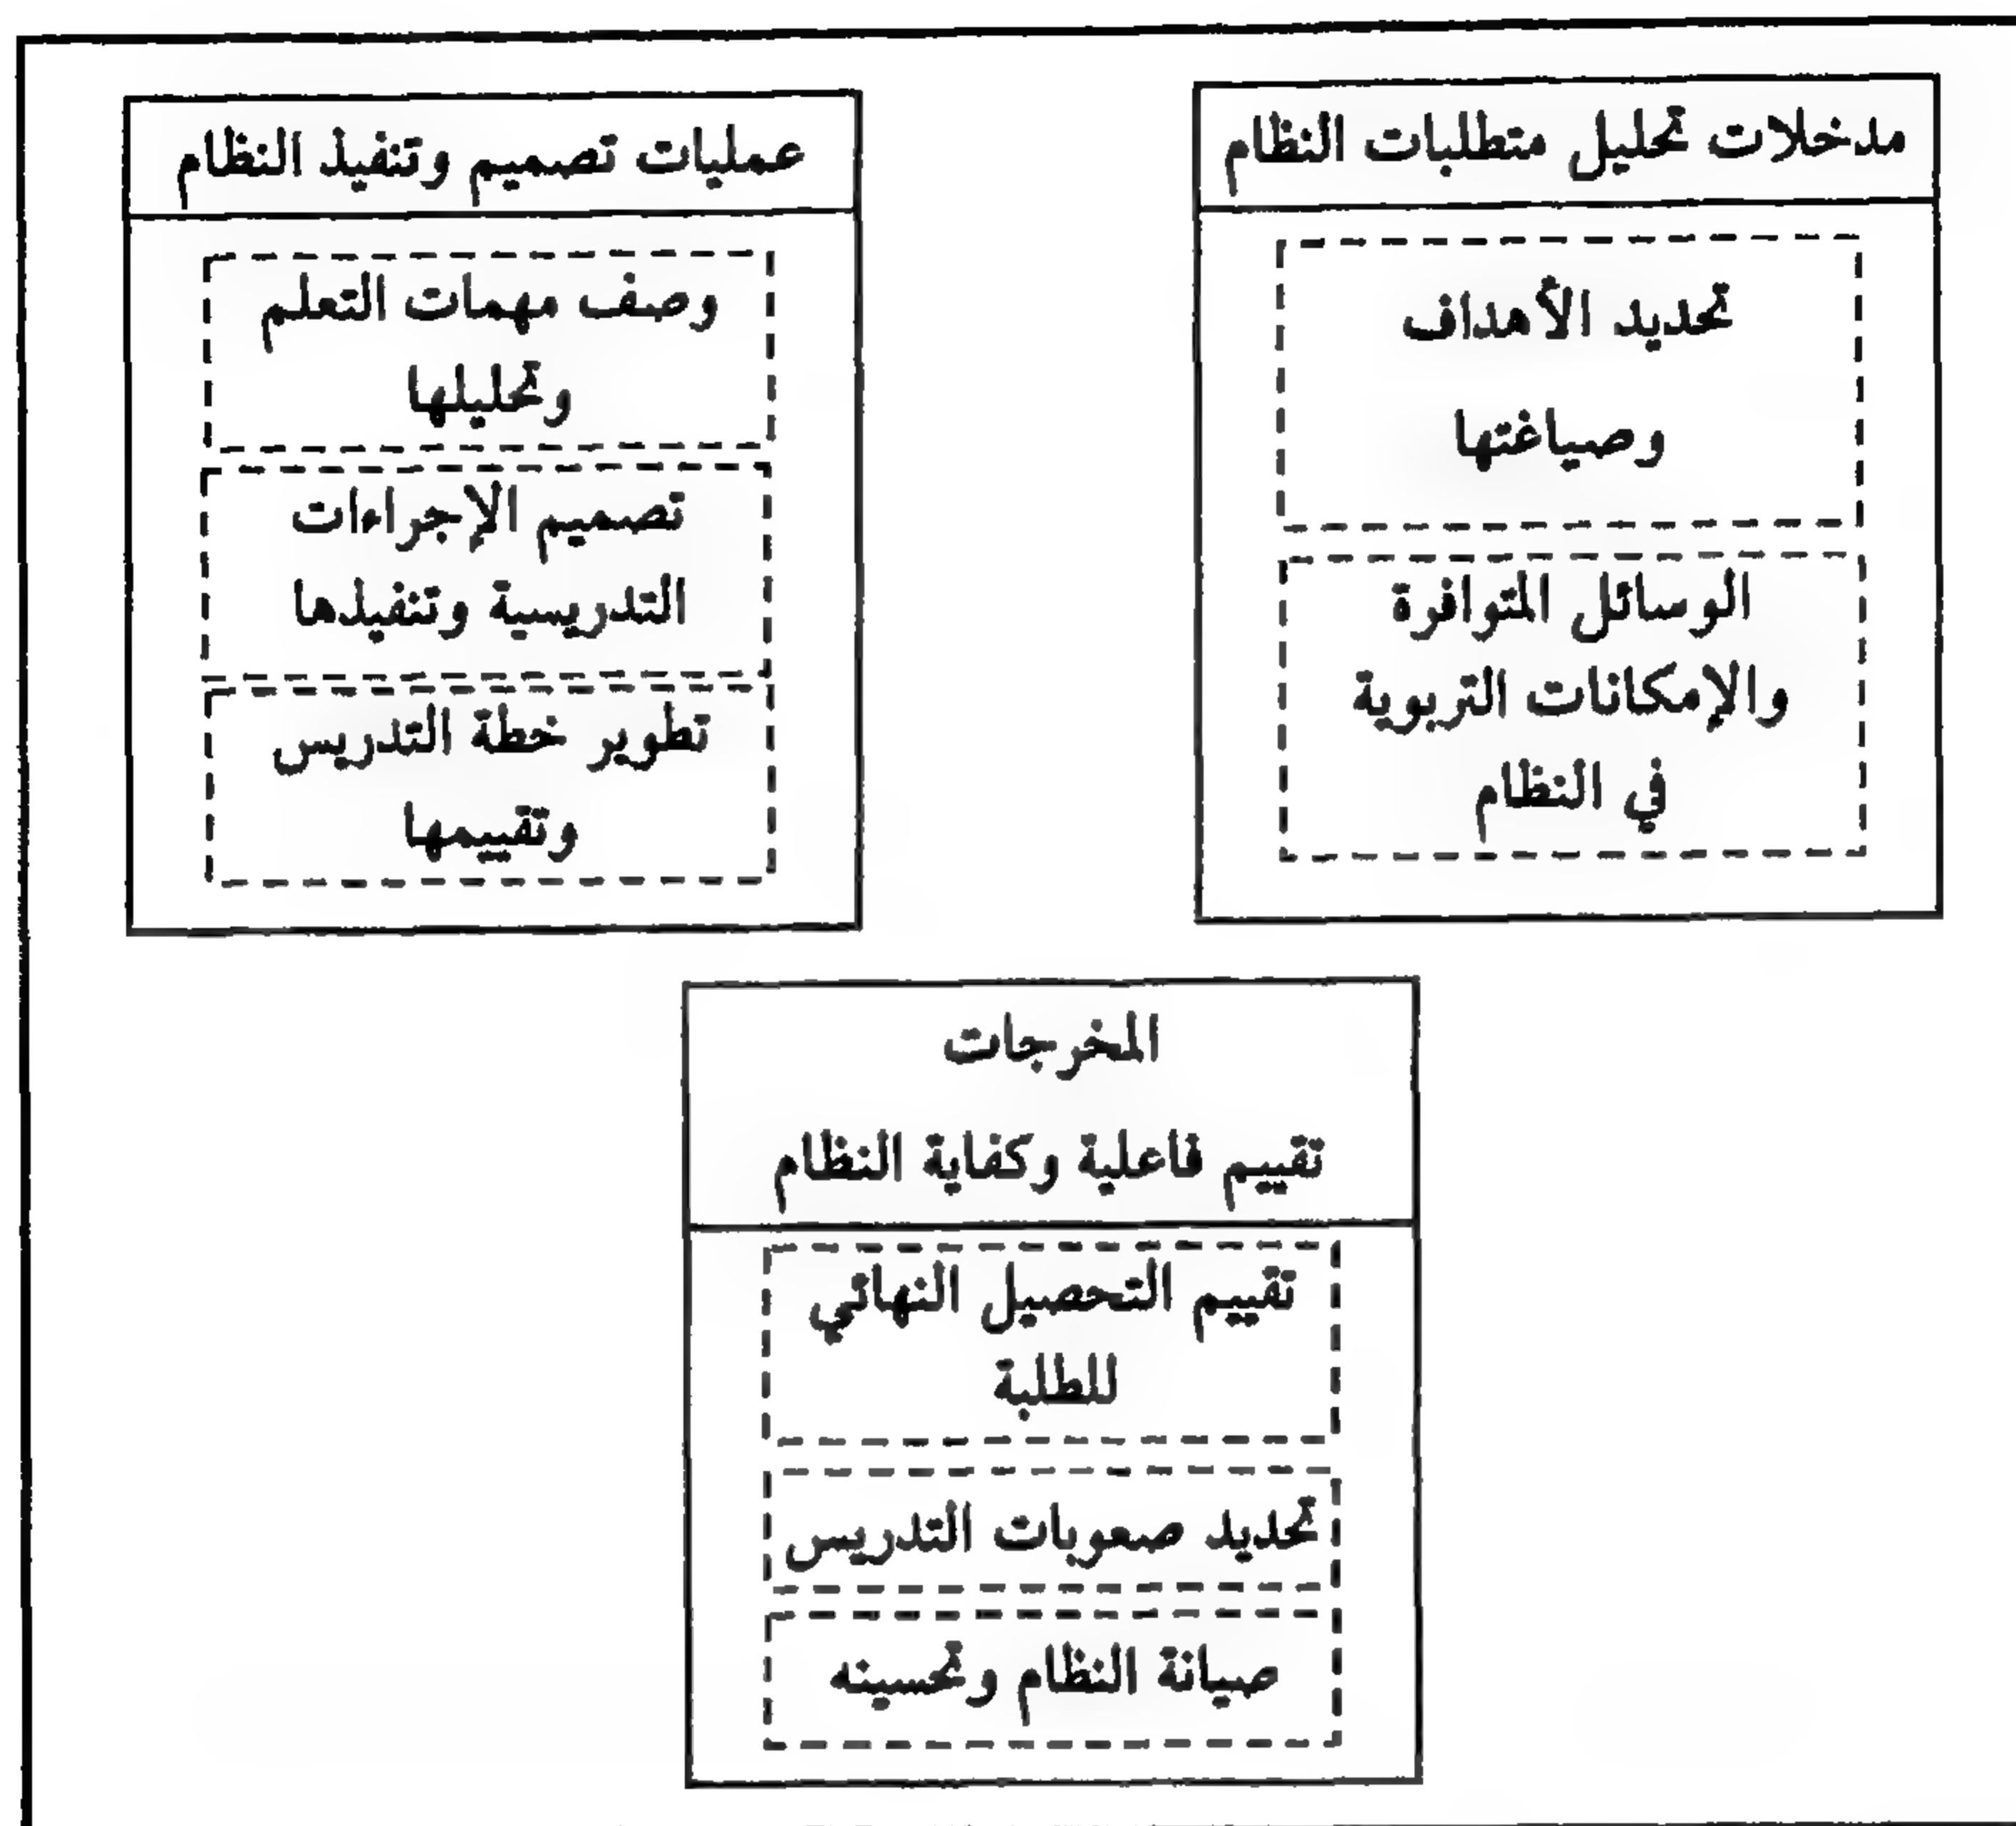 مدخلات تحليل متطلبات النظام
تحديد الأهداف
وصياغتها
الوسائل المتوافرة
والإمكانات التربوية
في النظام
عمليات تصميم وتنفيذ النظام
وصف مهمات التعلم
وتحليلها
تصميم الإجراءات
التدريسية وتنفيذها
تطوير خطة التدريس
وتقييمها
المخرجات
تقييم فاعلية وكفاية النظام
تقييم التحصيل النهائي
للطلبة
تحديد صعوبات التدريس
صيانة النظام وتحسينه